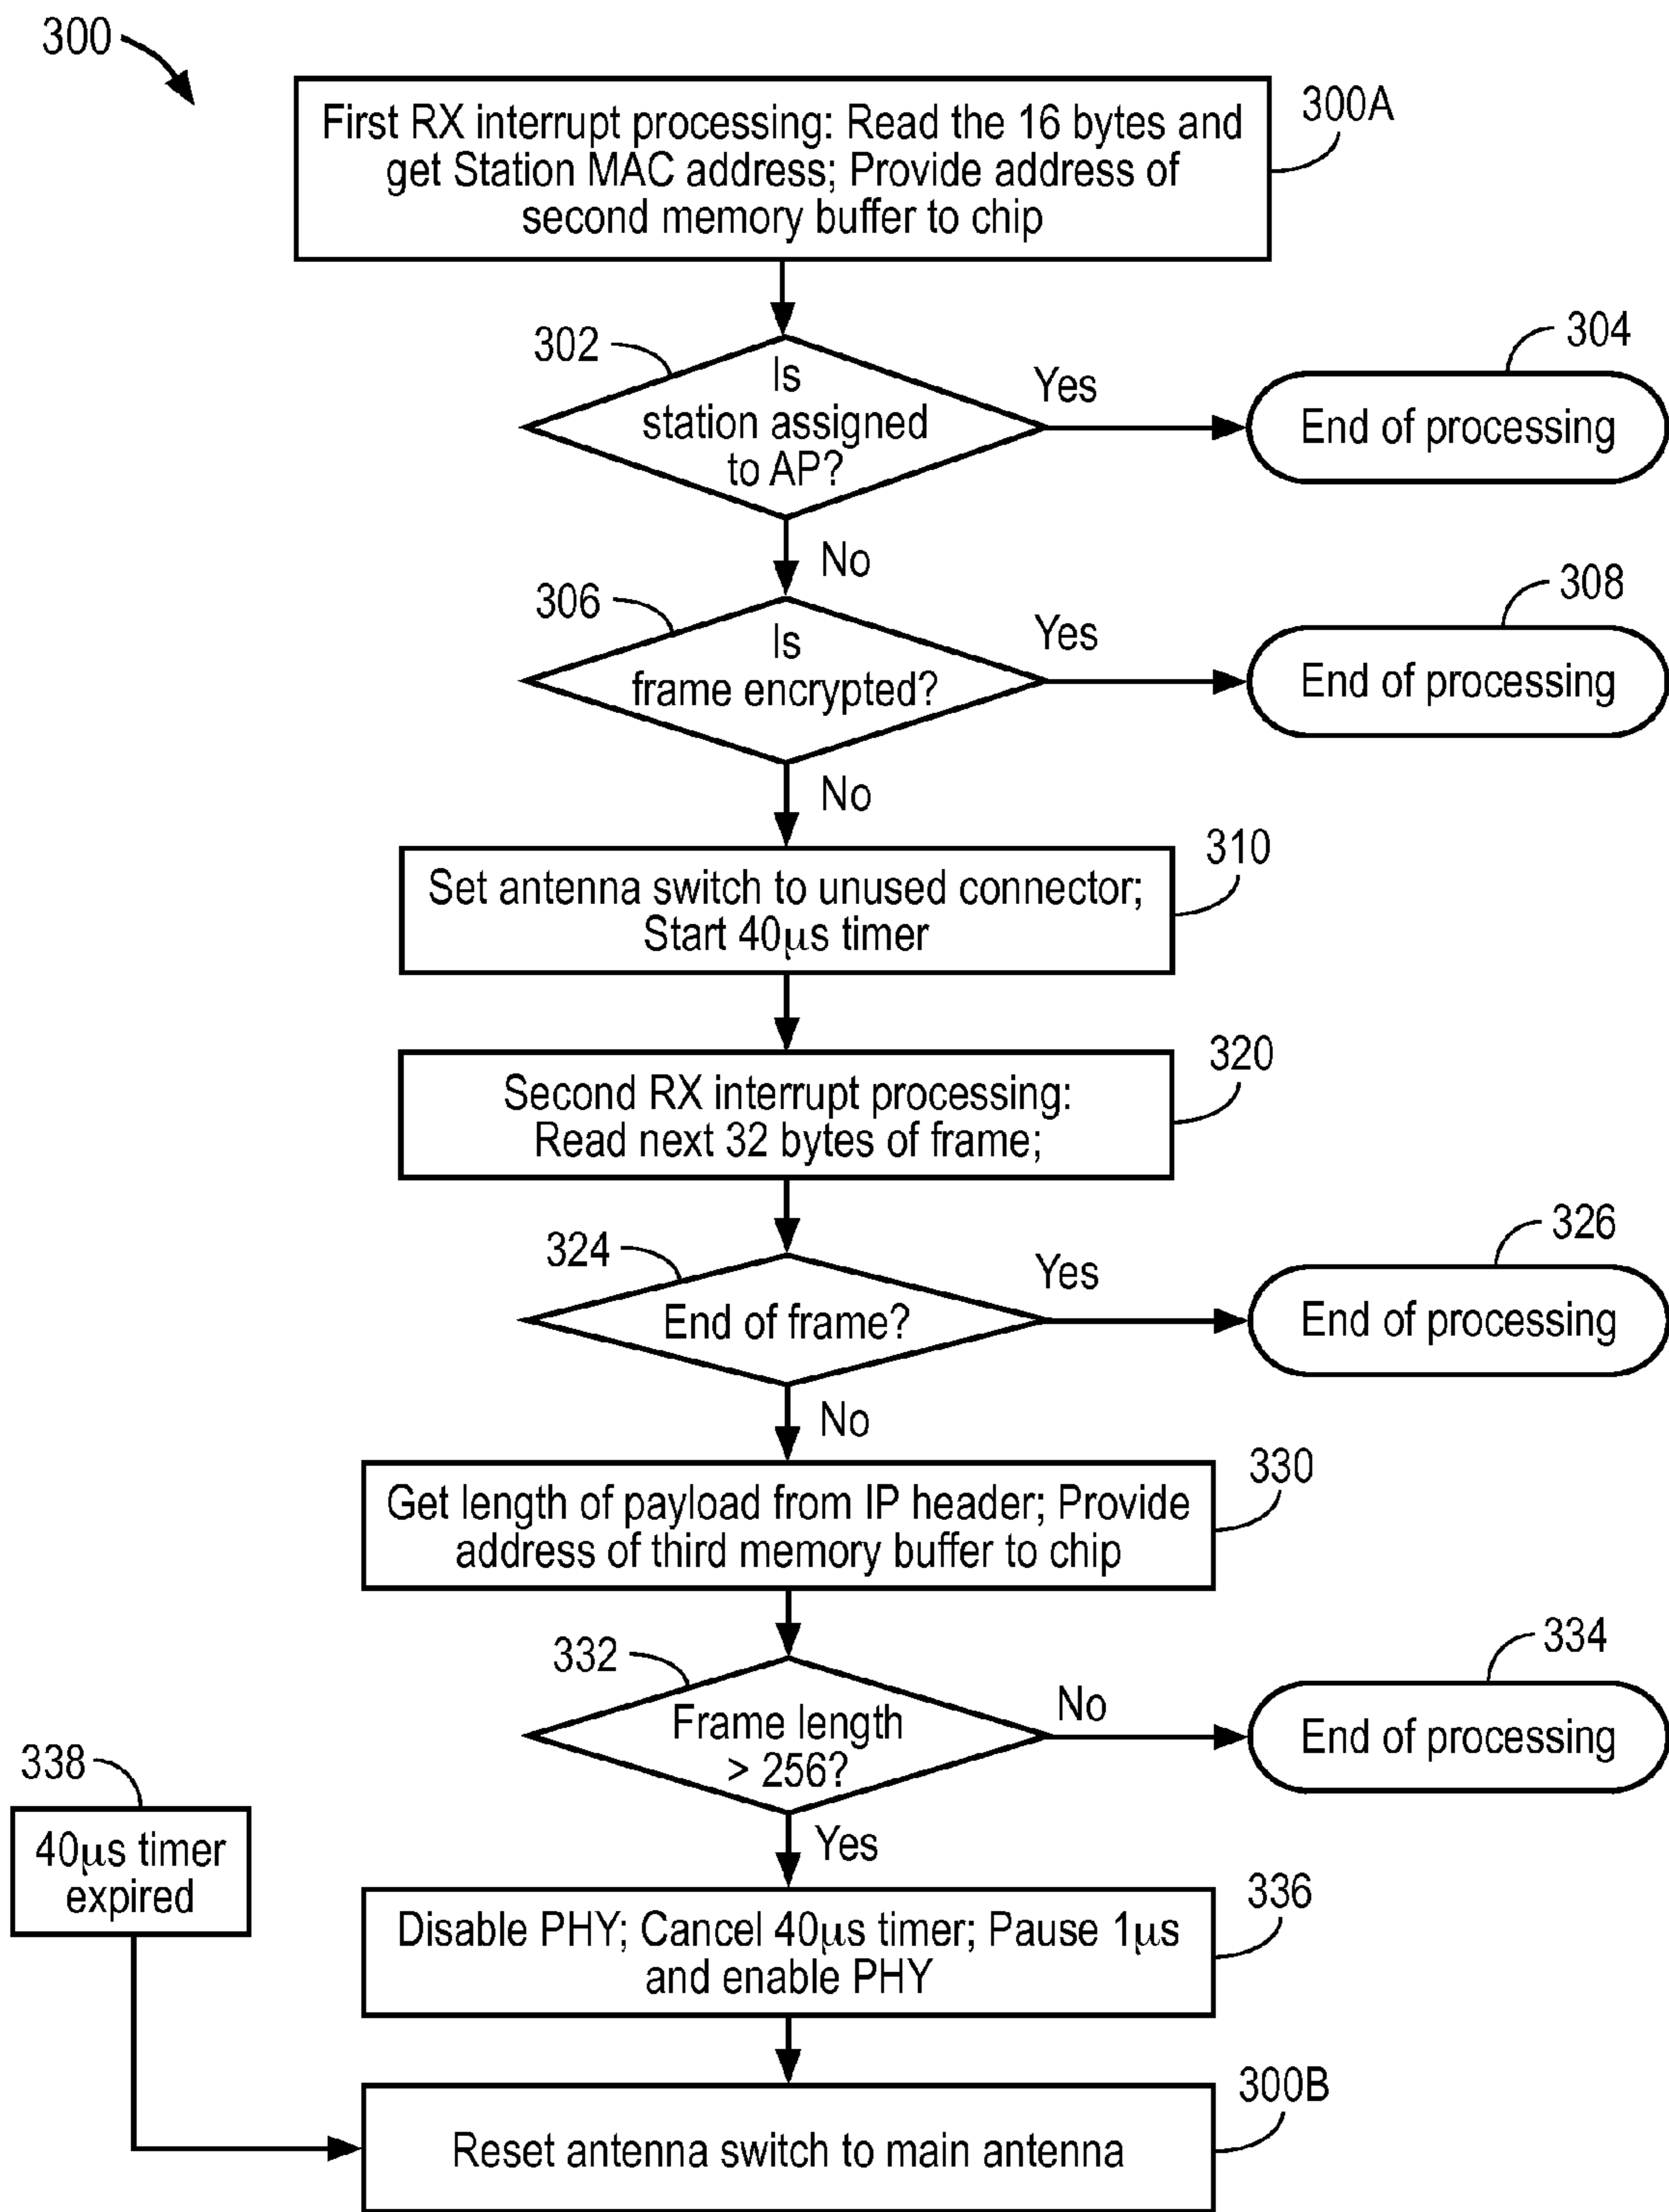 300
First RX interrupt processing: Read the 16 bytes and
get Station MAC address; Provide address of
second memory buffer to chip
300A
302
Is
station assigned
to AP?
Yes
304
End of processing
No
306
Is
frame encrypted?
Yes
308
End of processing
No
310
Set antenna switch to unused connector;
Start 40μs timer
320
Second RX interrupt processing:
Read next 32 bytes of frame;
324
End of frame?
Yes
326
End of processing
No
330
Get length of payload from IP header; Provide
address of third memory buffer to chip
332
Frame length
> 256?
No
334
End of processing
338
40μs timer
expired
Yes
336
Disable PHY; Cancel 40μs timer; Pause 1μs
and enable PHY
300B
Reset antenna switch to main antenna